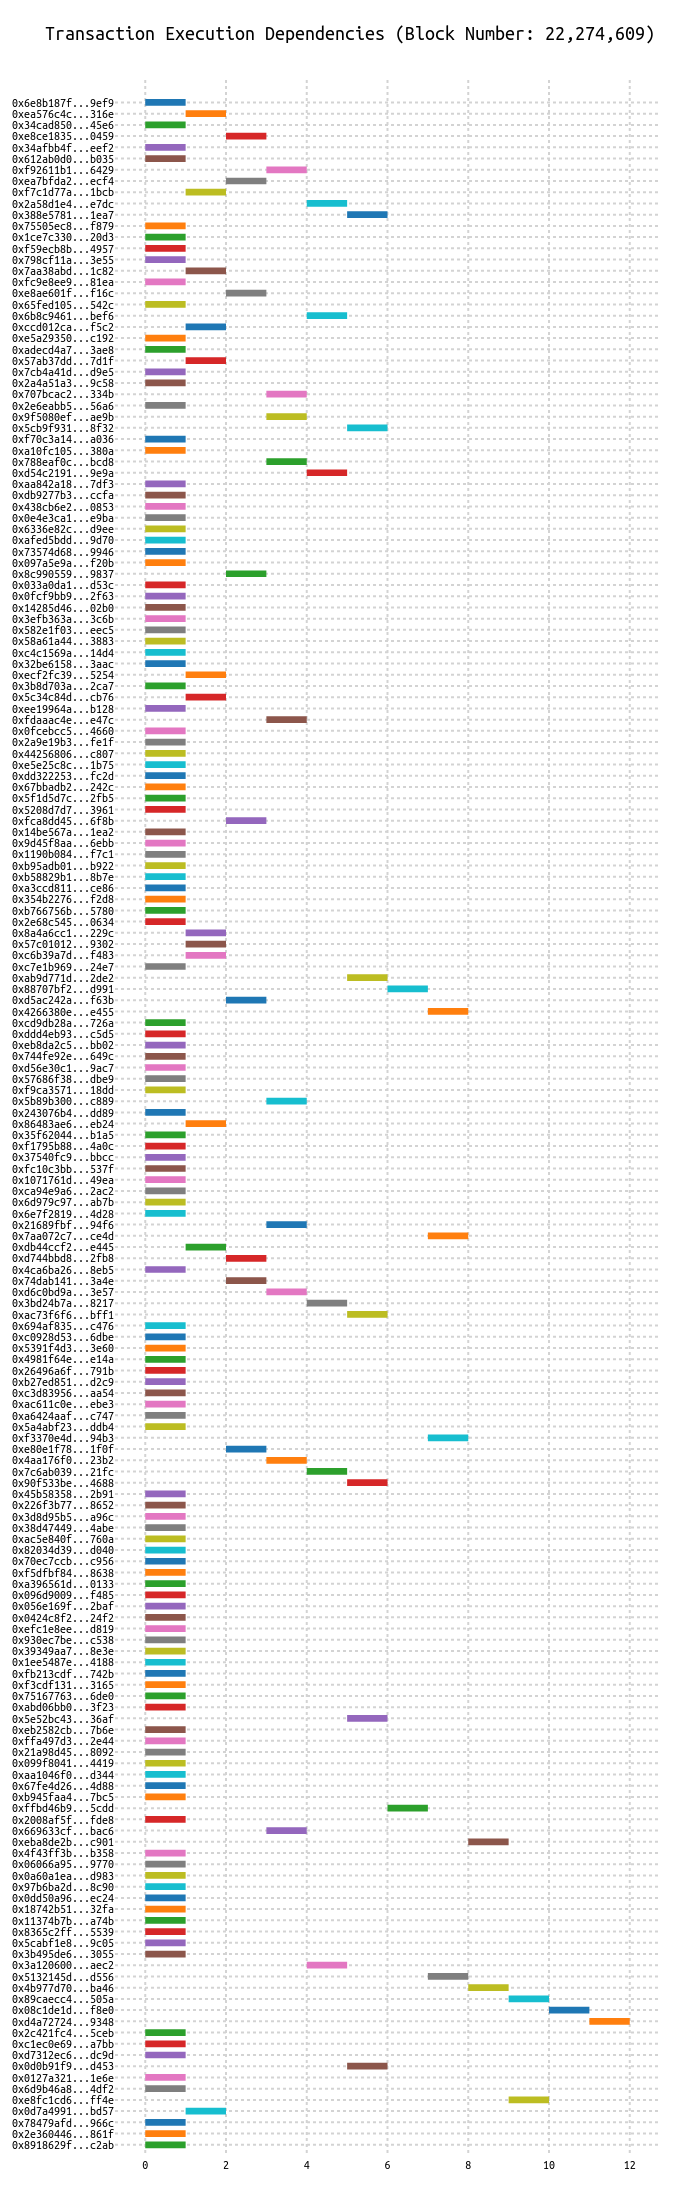 Transaction Execution Dependencies (Block Number: 22,274,609)
0x6e8b187f...9ef9
0xea576c4c...316e
0x34cad850...45e6
0xe8ce1835...0459
0x34afbb4f...eef2
0x612ab0d0...b035
0xf92611b1...6429
0xea7bfda2...ecf4
0xf7c1d77a...1bcb
0x2a58d1e4...e7dc
0x388e5781...1ea7
0x75505ec8...f879
0x1ce7c330...20d3
0xf59ecb8b...4957
0x798cf11a...3e55
0x7aa38abd...1c82
0xfc9e8ee9...81ea
0xe8ae601f...f16c
0x65fed105...542c
0x6b8c9461...bef6
0xccd012ca...f5c2
0xe5a29350...c192
0xadecd4a7...3ae8
0x57ab37dd...7d1f
0x7cb4a41d...d9e5
0x2a4a51a3...9c58
0x707bcac2...334b
0x2e6eabb5...56a6
0x9f5080ef...ae9b
0x5cb9f931...8f32
0xf70c3a14...a036
0xa10fc105...380a
0x788eaf0c...bcd8
0xd54c2191...9e9a
0xaa842a18...7df3
0xdb9277b3...ccfa
0x438cb6e2...0853
0x0e4e3ca1...e9ba
0x6336e82c...d9ee
0xafed5bdd...9d70
0x73574d68...9946
0x097a5e9a...f20b
0x8c990559...9837
0x033a0da1...d53c
0x0fcf9bb9...2f63
0x14285d46...02b0
0x3efb363a...3c6b
0x582e1f03...eec5
0x58a61a44...3883
0xc4c1569a...14d4
0x32be6158...3aac
0xecf2fc39...5254
0x3b8d703a...2ca7
0x5c34c84d...cb76
0xee19964a...b128
0xfdaaac4e...e47c
0x0fcebcc5...4660
0x2a9e19b3...fe1f
0x44256806...c807
0xe5e25c8c...1b75
0xdd322253...fc2d
0x67bbadb2...242c
0x5f1d5d7c...2fb5
0x5208d7d7...3961
0xfca8dd45...6f8b
0x14be567a...1ea2
0x9d45f8aa...6ebb
0x1190b084...f7c1
0xb95adb01...b922
0xb58829b1...8b7e
0xa3ccd811...ce86
0x354b2276...f2d8
0xb766756b...5780
0x2e68c545...0634
0x8a4a6cc1...229c
0x57c01012...9302
0xc6b39a7d...f483
0xc7e1b969...24e7
0xab9d771d...2de2
0x88707bf2...d991
0xd5ac242a...f63b
0x4266380e...e455
0xcd9db28a...726a
0xddd4eb93...c5d5
0xeb8da2c5...bb02
0x744fe92e...649c
0xd56e30c1...9ac7
0x57686f38...dbe9
0xf9ca3571...18dd
0x5b89b300...c889
0x243076b4...dd89
0x86483ae6...eb24
0x35f62044...b1a5
0xf1795b88...4a0c
0x37540fc9...bbcc
0xfc10c3bb...537f
0x1071761d...49ea
0xca94e9a6...2ac2
0x6d979c97...ab7b
0x6e7f2819...4d28
0x21689fbf...94f6
0x7aa072c7...ce4d
0xdb44ccf2...e445
0xd744bbd8...2fb8
0x4ca6ba26...8eb5
0x74dab141...3a4e
0xd6c0bd9a...3e57
0x3bd24b7a...8217
0xac73f6f6...bff1
0x694af835...c476
0xc0928d53...6dbe
0x5391f4d3...3e60
0x4981f64e...e14a
0x26496a6f...791b
0xb27ed851...d2c9
0xc3d83956...aa54
0xac611c0e...ebe3
0xa6424aaf...c747
0x5a4abf23...ddb4
0xf3370e4d...94b3
0xe80e1f78...1f0f
0x4aa176f0...23b2
0x7c6ab039...21fc
0x90f533be...4688
0x45b58358...2b91
0x226f3b77...8652
0x3d8d95b5...a96c
0x38d47449...4abe
0xac5e840f...760a
0x82034d39...d040
0x70ec7ccb...c956
0xf5dfbf84...8638
0xa396561d...0133
0x096d9009...f485
0x056e169f...2baf
0x0424c8f2...24f2
0xefc1e8ee...d819
0x930ec7be...c538
0x39349aa7...8e3e
0x1ee5487e...4188
0xfb213cdf...742b
0xf3cdf131...3165
0x75167763...6de0
0xabd06bb0...3f23
0x5e52bc43...36af
0xeb2582cb...7b6e
0xffa497d3...2e44
0x21a98d45...8092
0x099f8041...4419
0xaa1046f0...d344
0x67fe4d26...4d88
0xb945faa4...7bc5
0xffbd46b9...5cdd
0x2008af5f...fde8
0x669633cf...bac6
0xeba8de2b...c901
0x4f43ff3b...b358
0x06066a95...9770
0x0a60a1ea...d983
0x97b6ba2d...8c90
0x0dd50a96...ec24
0x18742b51...32fa
0x11374b7b...a74b
0x8365c2ff...5539
0x5cabf1e8...9c05
0x3b495de6...3055
0x3a120600...aec2
0x5132145d...d556
0x4b977d70...ba46
0x89caecc4...505a
0x08c1de1d...f8e0
0xd4a72724...9348
0x2c421fc4...5ceb
0xc1ec0e69...a7bb
0xd7312ec6...dc9d
0x0d0b91f9...d453
0x0127a321...1e6e
0x6d9b46a8...4df2
0xe8fc1cd6...ff4e
0x0d7a4991...bd57
0x78479afd...966c
0x2e360446...861f
0x8918629f...c2ab
0 2 4 6 8 10 12